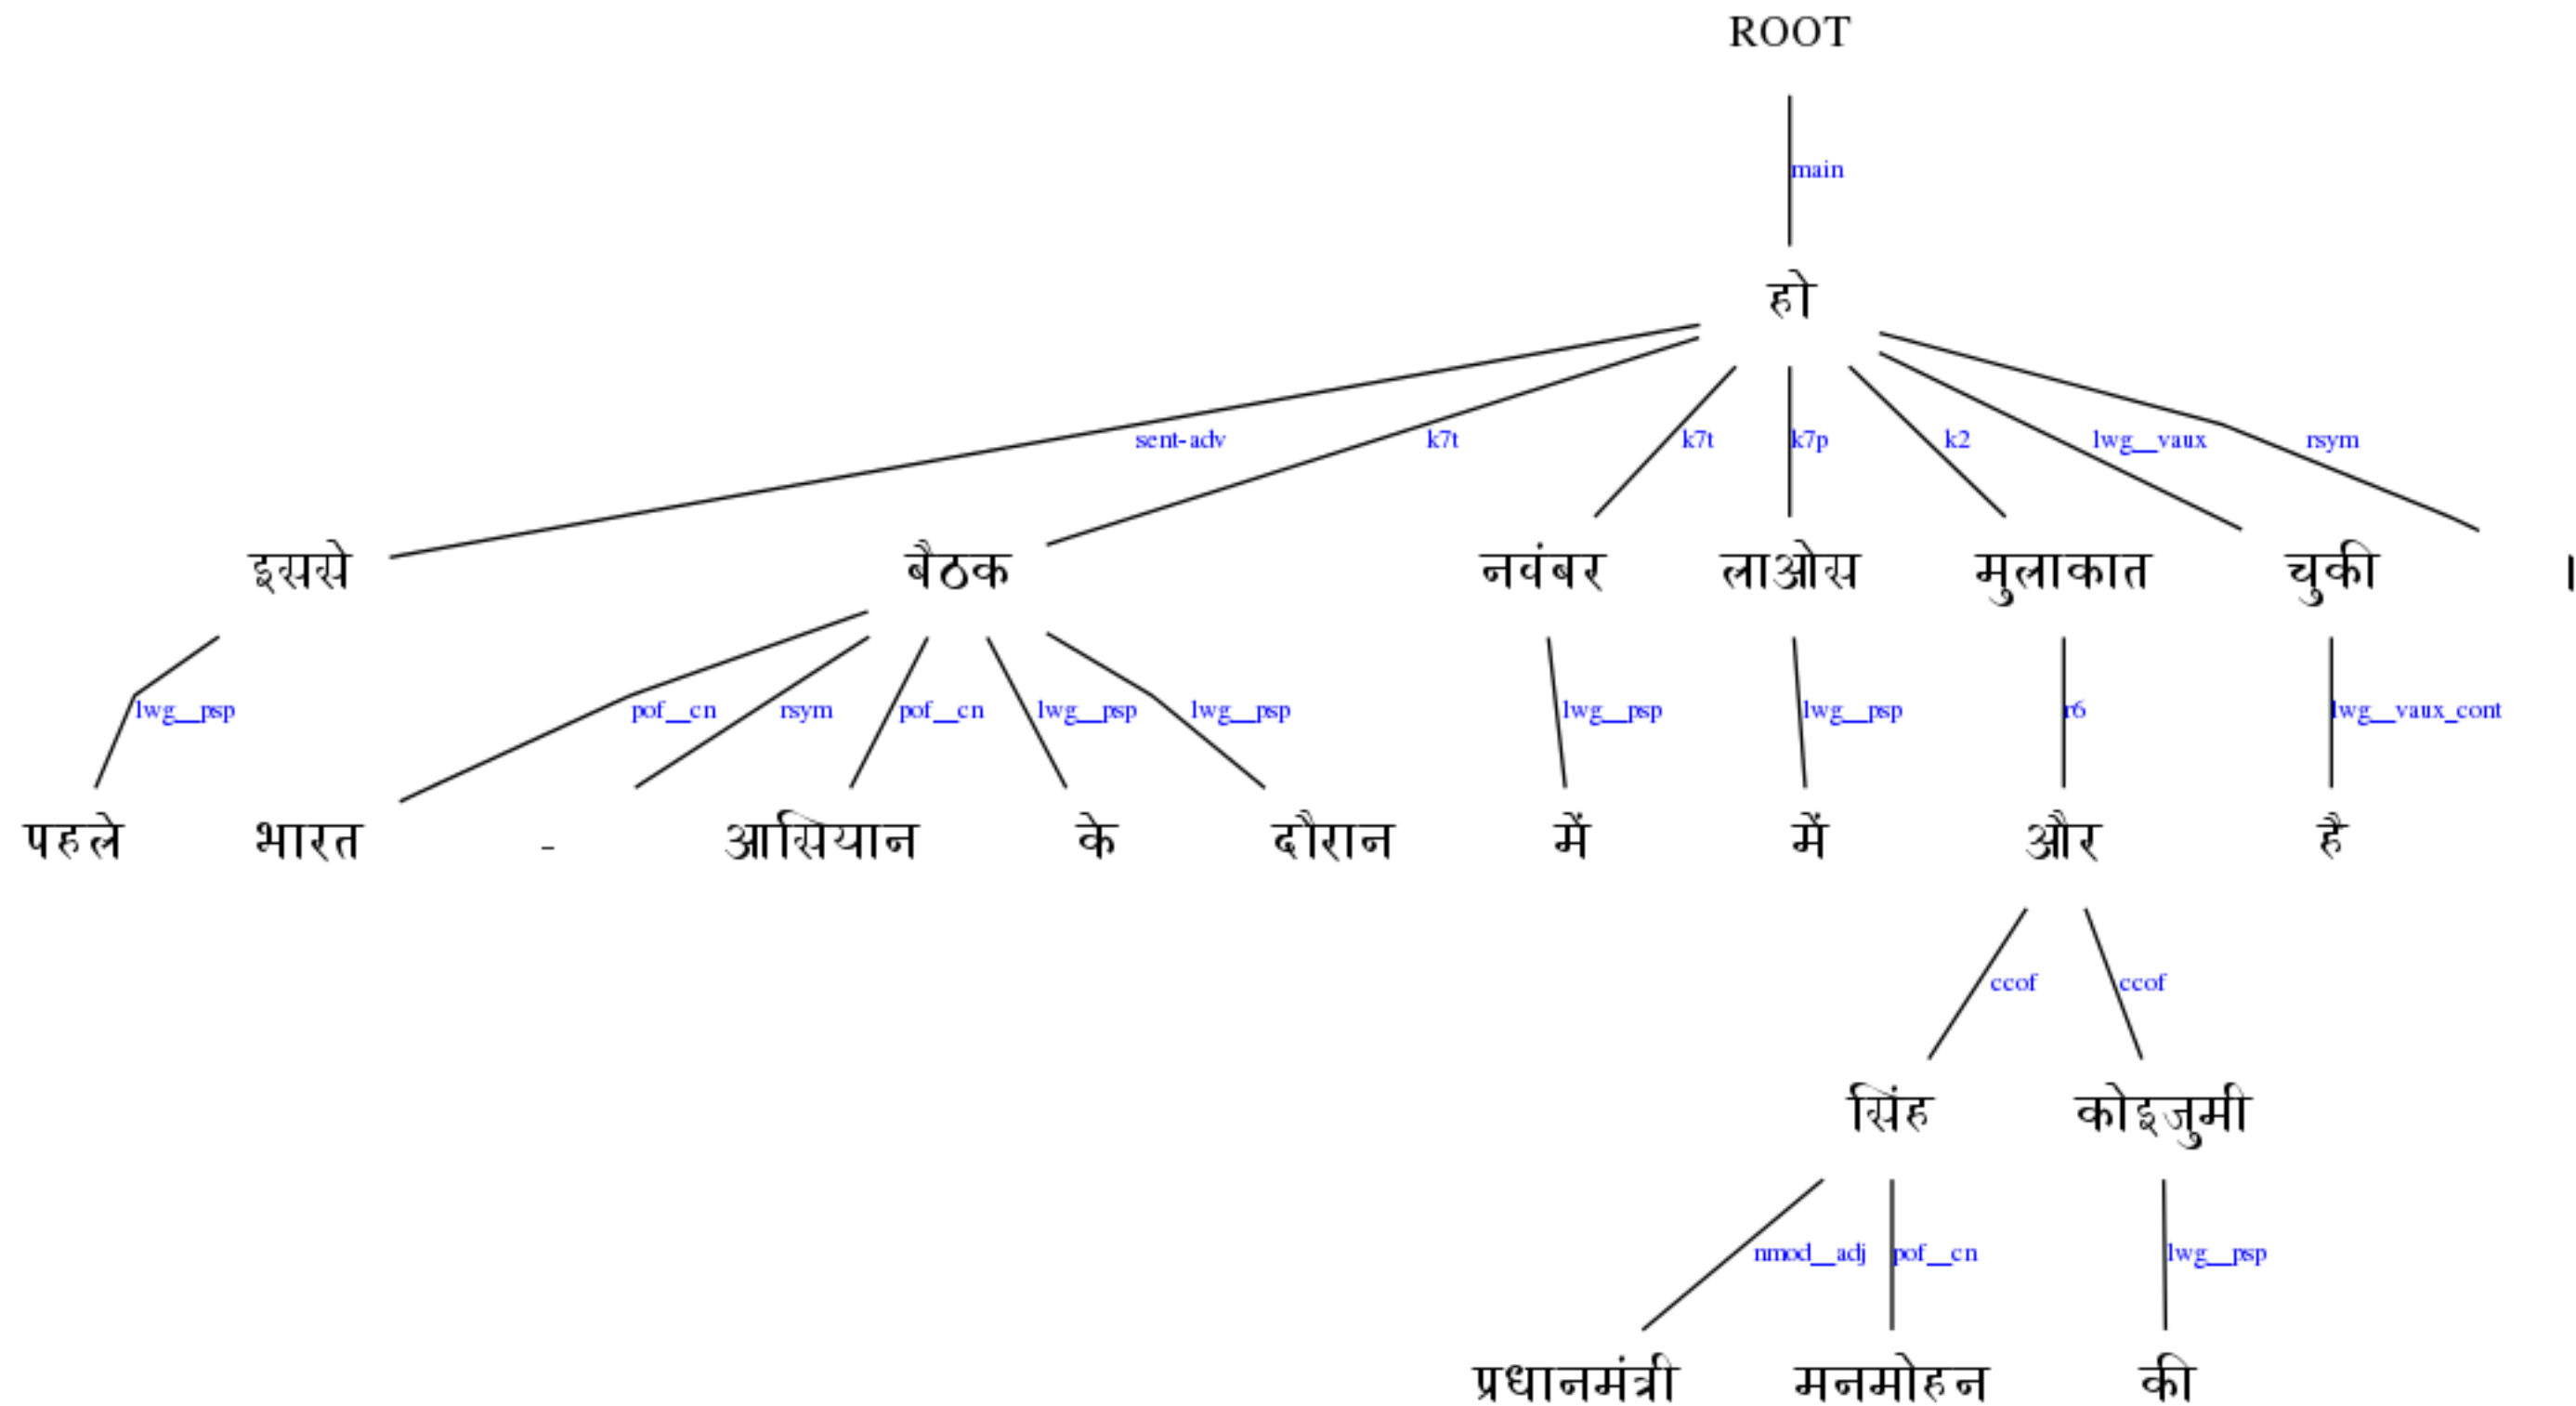 ROOT
main
हो
sent-adv k7t k7t k7p k2 lwg__vaux rsym
इससे बैठक नवंबर लाओस मुलाकात चुकी ।
lwg__psp pof__cn rsym pof__cn lwg__psp lwg__psp lwg__psp lwg__psp r6 lwg__vaux_cont
पहले भारत - आसियान के दौरान में में और है
ccof ccof
सिंह कोइजुमी
nmod__adj pof__cn lwg__psp
प्रधानमंत्री मनमोहन की